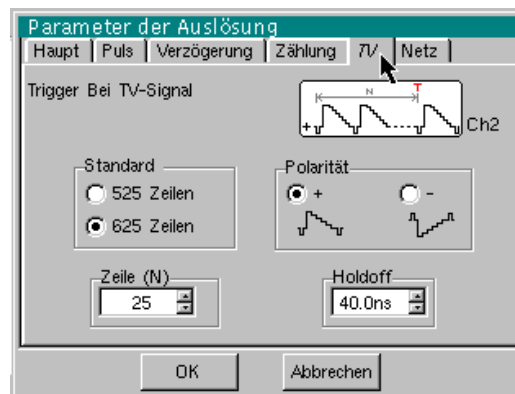 Parameter der Auslösung
Haupt Puls Verzögerung Zählung TV Netz
Trigger Bei TV-Signal
N T
+ Ch2
Standard Polarität
525 Zeilen + -
625 Zeilen
Zeile (N) Holdoff
25 40.0ns
OK Abbrechen